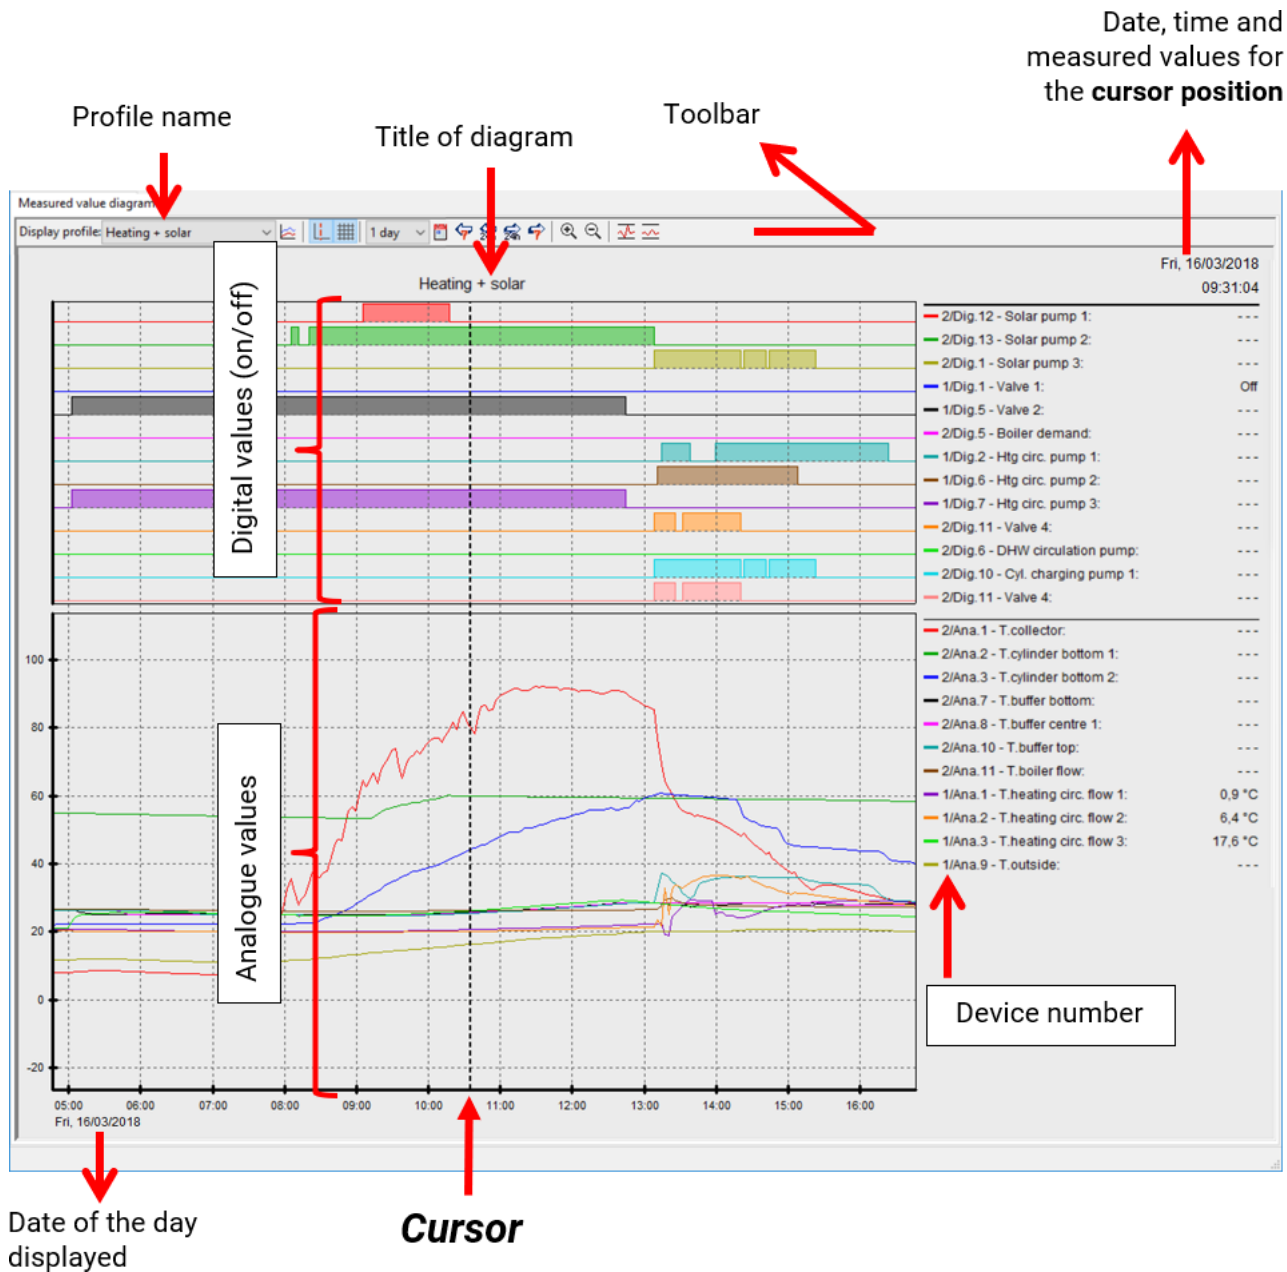 Date, time and
measured values for
the cursor position
Profile name
Title of diagram
Toolbar
Measured value diagram
Display profile: Heating + solar
1 day
Fri, 16/03/2018
09:31:04
Heating + solar
Digital values (on/off)
2/Dig.12 - Solar pump 1: ---
2/Dig.13 - Solar pump 2: ---
2/Dig.1 - Solar pump 3: ---
1/Dig.1 - Valve 1: Off
1/Dig.5 - Valve 2: ---
2/Dig.5 - Boiler demand: ---
1/Dig.2 - Htg circ. pump 1: ---
1/Dig.6 - Htg circ. pump 2: ---
1/Dig.7 - Htg circ. pump 3: ---
2/Dig.11 - Valve 4: ---
2/Dig.6 - DHW circulation pump: ---
2/Dig.10 - Cyl. charging pump 1: ---
2/Dig.11 - Valve 4: ---
Analogue values
2/Ana.1 - T.collector: ---
2/Ana.2 - T.cylinder bottom 1: ---
2/Ana.3 - T.cylinder bottom 2: ---
2/Ana.7 - T.buffer bottom: ---
2/Ana.8 - T.buffer centre 1: ---
2/Ana.10 - T.buffer top: ---
2/Ana.11 - T.boiler flow: ---
1/Ana.1 - T.heating circ. flow 1: 0,9 °C
1/Ana.2 - T.heating circ. flow 2: 6,4 °C
1/Ana.3 - T.heating circ. flow 3: 17,6 °C
1/Ana.9 - T.outside: ---
100
80
60
40
20
0
-20
Device number
05:00 06:00 07:00 08:00 09:00 10:00 11:00 12:00 13:00 14:00 15:00 16:00
Fri, 16/03/2018
Date of the day
displayed
Cursor